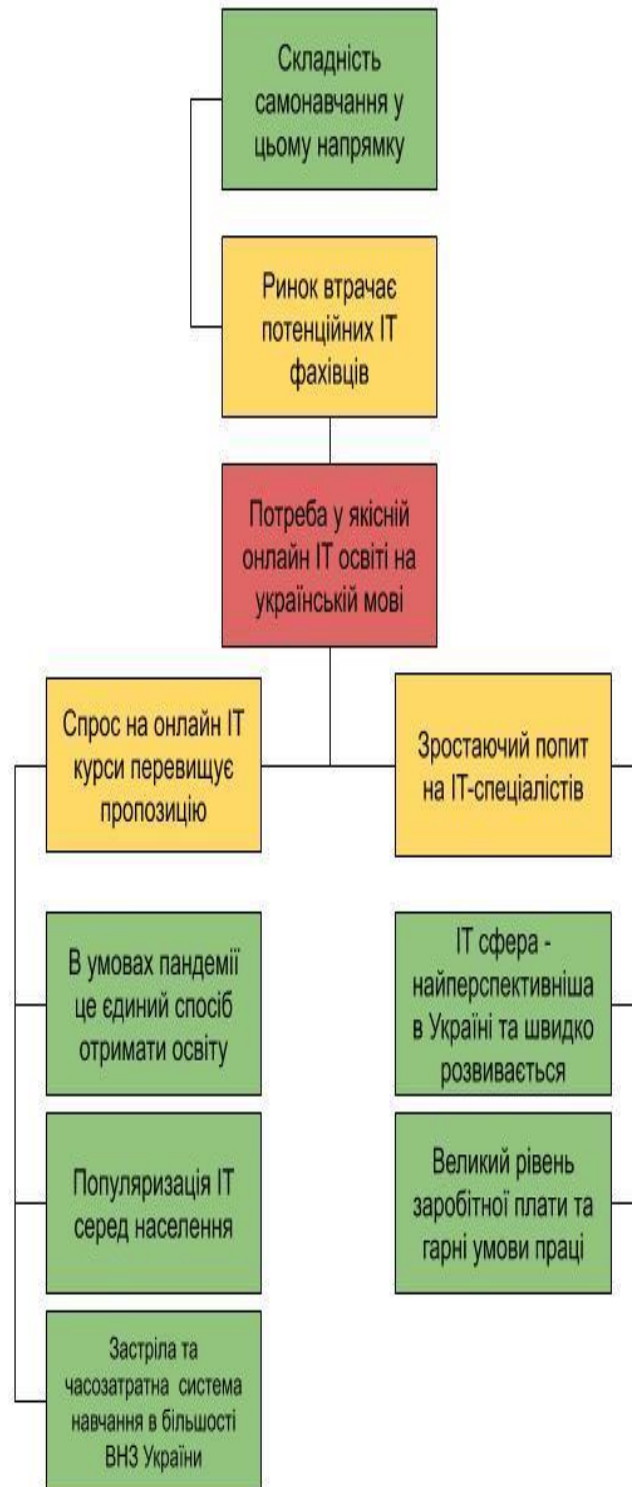 Складність
самонавчання у
цьому напрямку
Ринок втрачає
потенційних ІТ
фахівців
Потреба у якісній
онлайн ІТ освіті на
українській мові
Спрос на онлайн ІТ
курси перевищує
пропозицію
Зростаючий попит
на ІТ-спеціалістів
В умовах пандемії
це єдиний спосіб
отримати освіту
ІТ сфера -
найперспективніша
в Україні та швидко
розвивається
Популяризація ІТ
серед населення
Великий рівень
заробітної плати та
гарні умови праці
Застріла та
часозатратна система
навчання в більшості
ВНЗ України